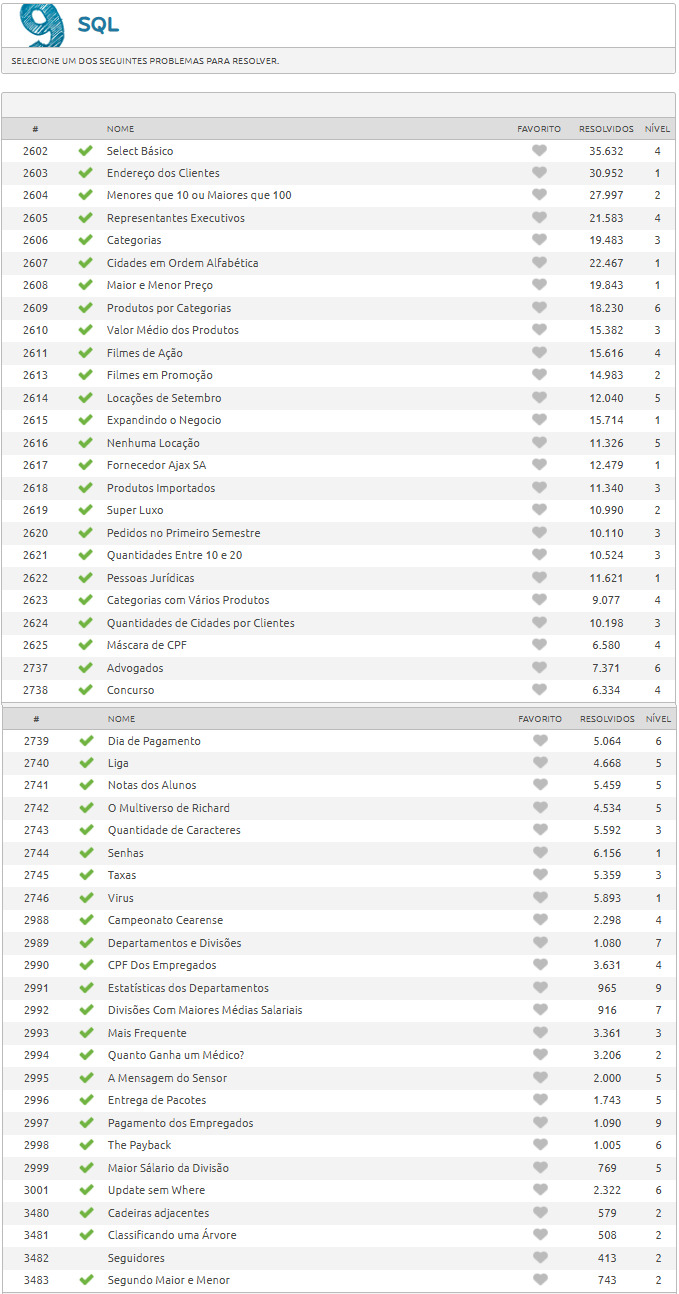 9 SQL
SELECIONE UM DOS SEGUINTES PROBLEMAS PARA RESOLVER.
# NOME FAVORITO RESOLVIDOS NÍVEL
2602 Select Básico 35.632 4
2603 Endereço dos Clientes 30.952 1
2604 Menores que 10 ou Maiores que 100 27.997 2
2605 Representantes Executivos 21.583 4
2606 Categorias 19.483 3
2607 Cidades em Ordem Alfabética 22.467 1
2608 Maior e Menor Preço 19.843 1
2609 Produtos por Categorias 18.230 6
2610 Valor Médio dos Produtos 15.382 3
2611 Filmes de Ação 15.616 4
2613 Filmes em Promoção 14.983 2
2614 Locações de Setembro 12.040 5
2615 Expandindo o Negocio 15.714 1
2616 Nenhuma Locação 11.326 5
2617 Fornecedor Ajax SA 12.479 1
2618 Produtos Importados 11.340 3
2619 Super Luxo 10.990 2
2620 Pedidos no Primeiro Semestre 10.110 3
2621 Quantidades Entre 10 e 20 10.524 3
2622 Pessoas Jurídicas 11.621 1
2623 Categorias com Vários Produtos 9.077 4
2624 Quantidades de Cidades por Clientes 10.198 3
2625 Máscara de CPF 6.580 4
2737 Advogados 7.371 6
2738 Concurso 6.334 4
# NOME FAVORITO RESOLVIDOS NÍVEL
2739 Dia de Pagamento 5.064 6
2740 Liga 4.668 5
2741 Notas dos Alunos 5.459 5
2742 O Multiverso de Richard 4.534 5
2743 Quantidade de Caracteres 5.592 3
2744 Senhas 6.156 1
2745 Taxas 5.359 3
2746 Virus 5.893 1
2988 Campeonato Cearense 2.298 4
2989 Departamentos e Divisões 1.080 7
2990 CPF Dos Empregados 3.631 4
2991 Estatísticas dos Departamentos 965 9
2992 Divisões Com Maiores Médias Salariais 916 7
2993 Mais Frequente 3.361 3
2994 Quanto Ganha um Médico? 3.206 2
2995 A Mensagem do Sensor 2.000 5
2996 Entrega de Pacotes 1.743 5
2997 Pagamento dos Empregados 1.090 9
2998 The Payback 1.005 6
2999 Maior Sálario da Divisão 769 5
3001 Update sem Where 2.322 6
3480 Cadeiras adjacentes 579 2
3481 Classificando uma Árvore 508 2
3482 Seguidores 413 2
3483 Segundo Maior e Menor 743 2